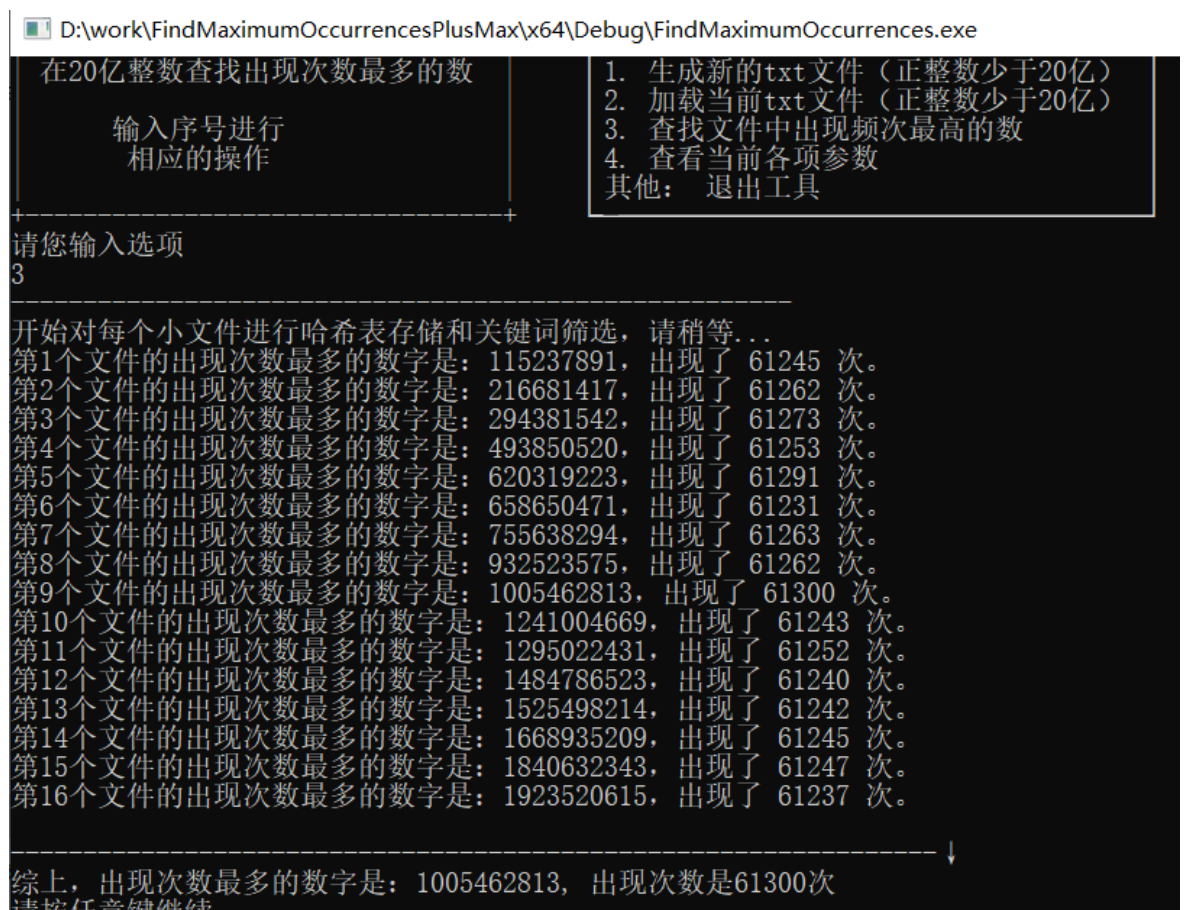 D:\work\FindMaximumOccurrencesPlusMax\x64\Debug\FindMaximumOccurrences.exe
在20亿整数查找出现次数最多的数
输入序号进行
相应的操作
1. 生成新的txt文件（正整数少于20亿）
2. 加载当前txt文件（正整数少于20亿）
3. 查找文件中出现频次最高的数
4. 查看当前各项参数
其他： 退出工具
请您输入选项
3
开始对每个小文件进行哈希表存储和关键词筛选，请稍等...
第1个文件的出现次数最多的数字是：115237891，出现了 61245 次。
第2个文件的出现次数最多的数字是：216681417，出现了 61262 次。
第3个文件的出现次数最多的数字是：294381542，出现了 61273 次。
第4个文件的出现次数最多的数字是：493850520，出现了 61253 次。
第5个文件的出现次数最多的数字是：620319223，出现了 61291 次。
第6个文件的出现次数最多的数字是：658650471，出现了 61231 次。
第7个文件的出现次数最多的数字是：755638294，出现了 61263 次。
第8个文件的出现次数最多的数字是：932523575，出现了 61262 次。
第9个文件的出现次数最多的数字是：1005462813，出现了 61300 次。
第10个文件的出现次数最多的数字是：1241004669，出现了 61243 次。
第11个文件的出现次数最多的数字是：1295022431，出现了 61252 次。
第12个文件的出现次数最多的数字是：1484786523，出现了 61240 次。
第13个文件的出现次数最多的数字是：1525498214，出现了 61242 次。
第14个文件的出现次数最多的数字是：1668935209，出现了 61245 次。
第15个文件的出现次数最多的数字是：1840632343，出现了 61247 次。
第16个文件的出现次数最多的数字是：1923520615，出现了 61237 次。
综上，出现次数最多的数字是：1005462813, 出现次数是61300次
请按任意键继续